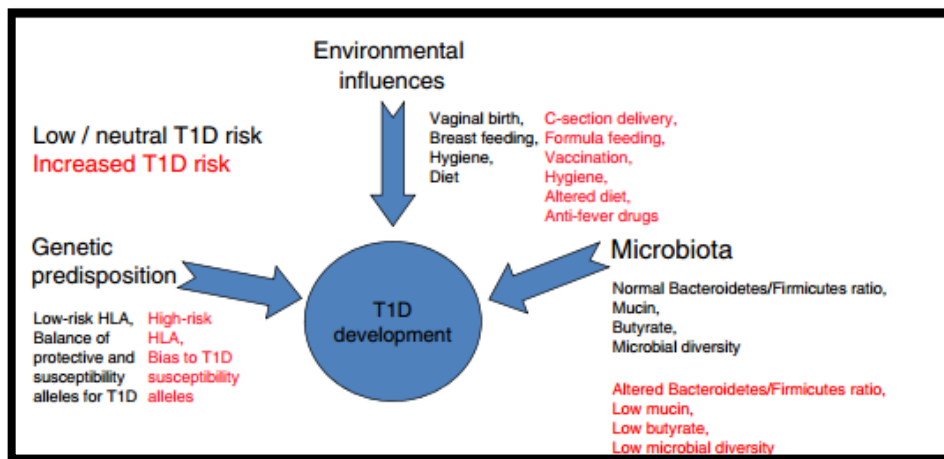 Environmental
influences
Low / neutral T1D risk
Increased T1D risk
Vaginal birth,
Breast feeding,
Hygiene,
Diet
C-section delivery,
Formula feeding,
Vaccination,
Hygiene,
Altered diet,
Anti-fever drugs
Genetic
predisposition
Low-risk HLA,
Balance of
protective and
susceptibility
alleles for T1D
High-risk
HLA,
Bias to T1D
susceptibility
alleles
T1D
development
Microbiota
Normal Bacteroidetes/Firmicutes ratio,
Mucin,
Butyrate,
Microbial diversity
Altered Bacteroidetes/Firmicutes ratio,
Low mucin,
Low butyrate,
Low microbial diversity